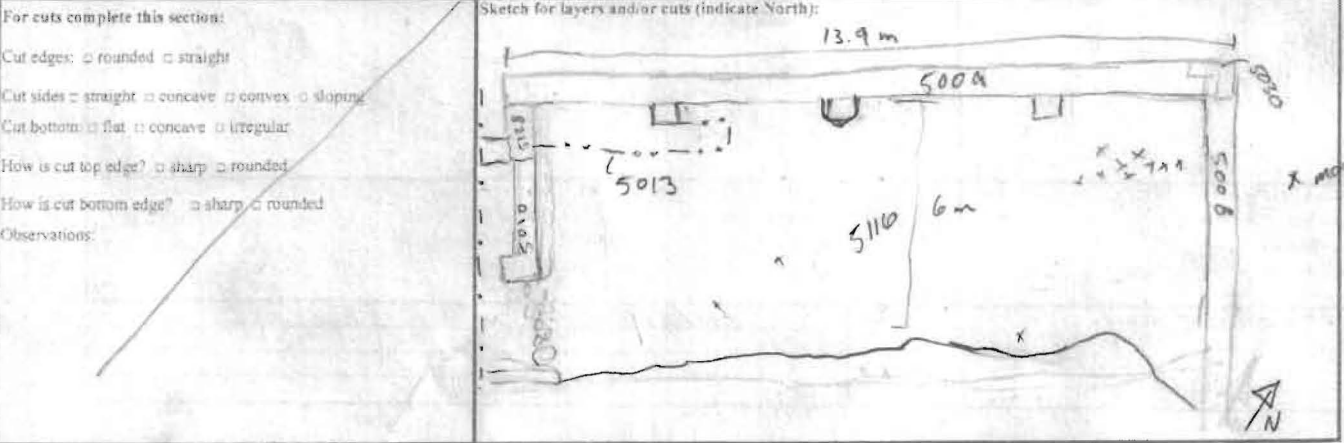 For cuts complete this section:
Cut edges: □ rounded □ straight
Cut sides □ straight □ concave □ convex □ sloping
Cut bottom: □ flat □ concave □ irregular
How is cut top edge? □ sharp □ rounded
How is cut bottom edge? □ sharp □ rounded
Observations:
Sketch for layers and/or cuts (indicate North):
13.9 m
5009
5030
5013
5116
6 m
5008
5010
N